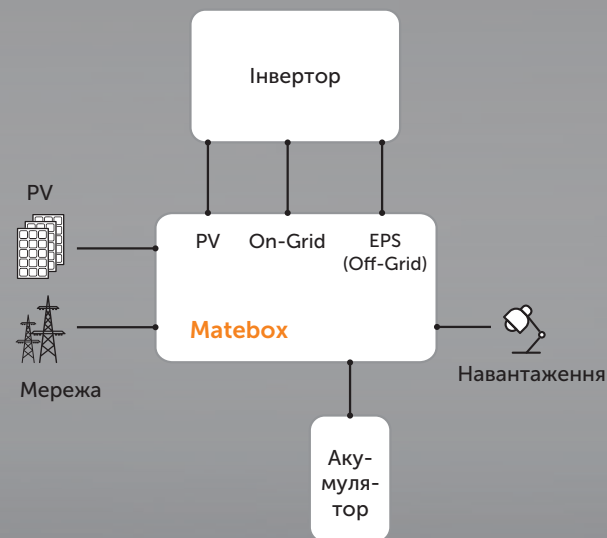 Інвертор
PV
PV
On-Grid
EPS
(Off-Grid)
Matebox
Мережа
Навантаження
Аку-
муля-
тор